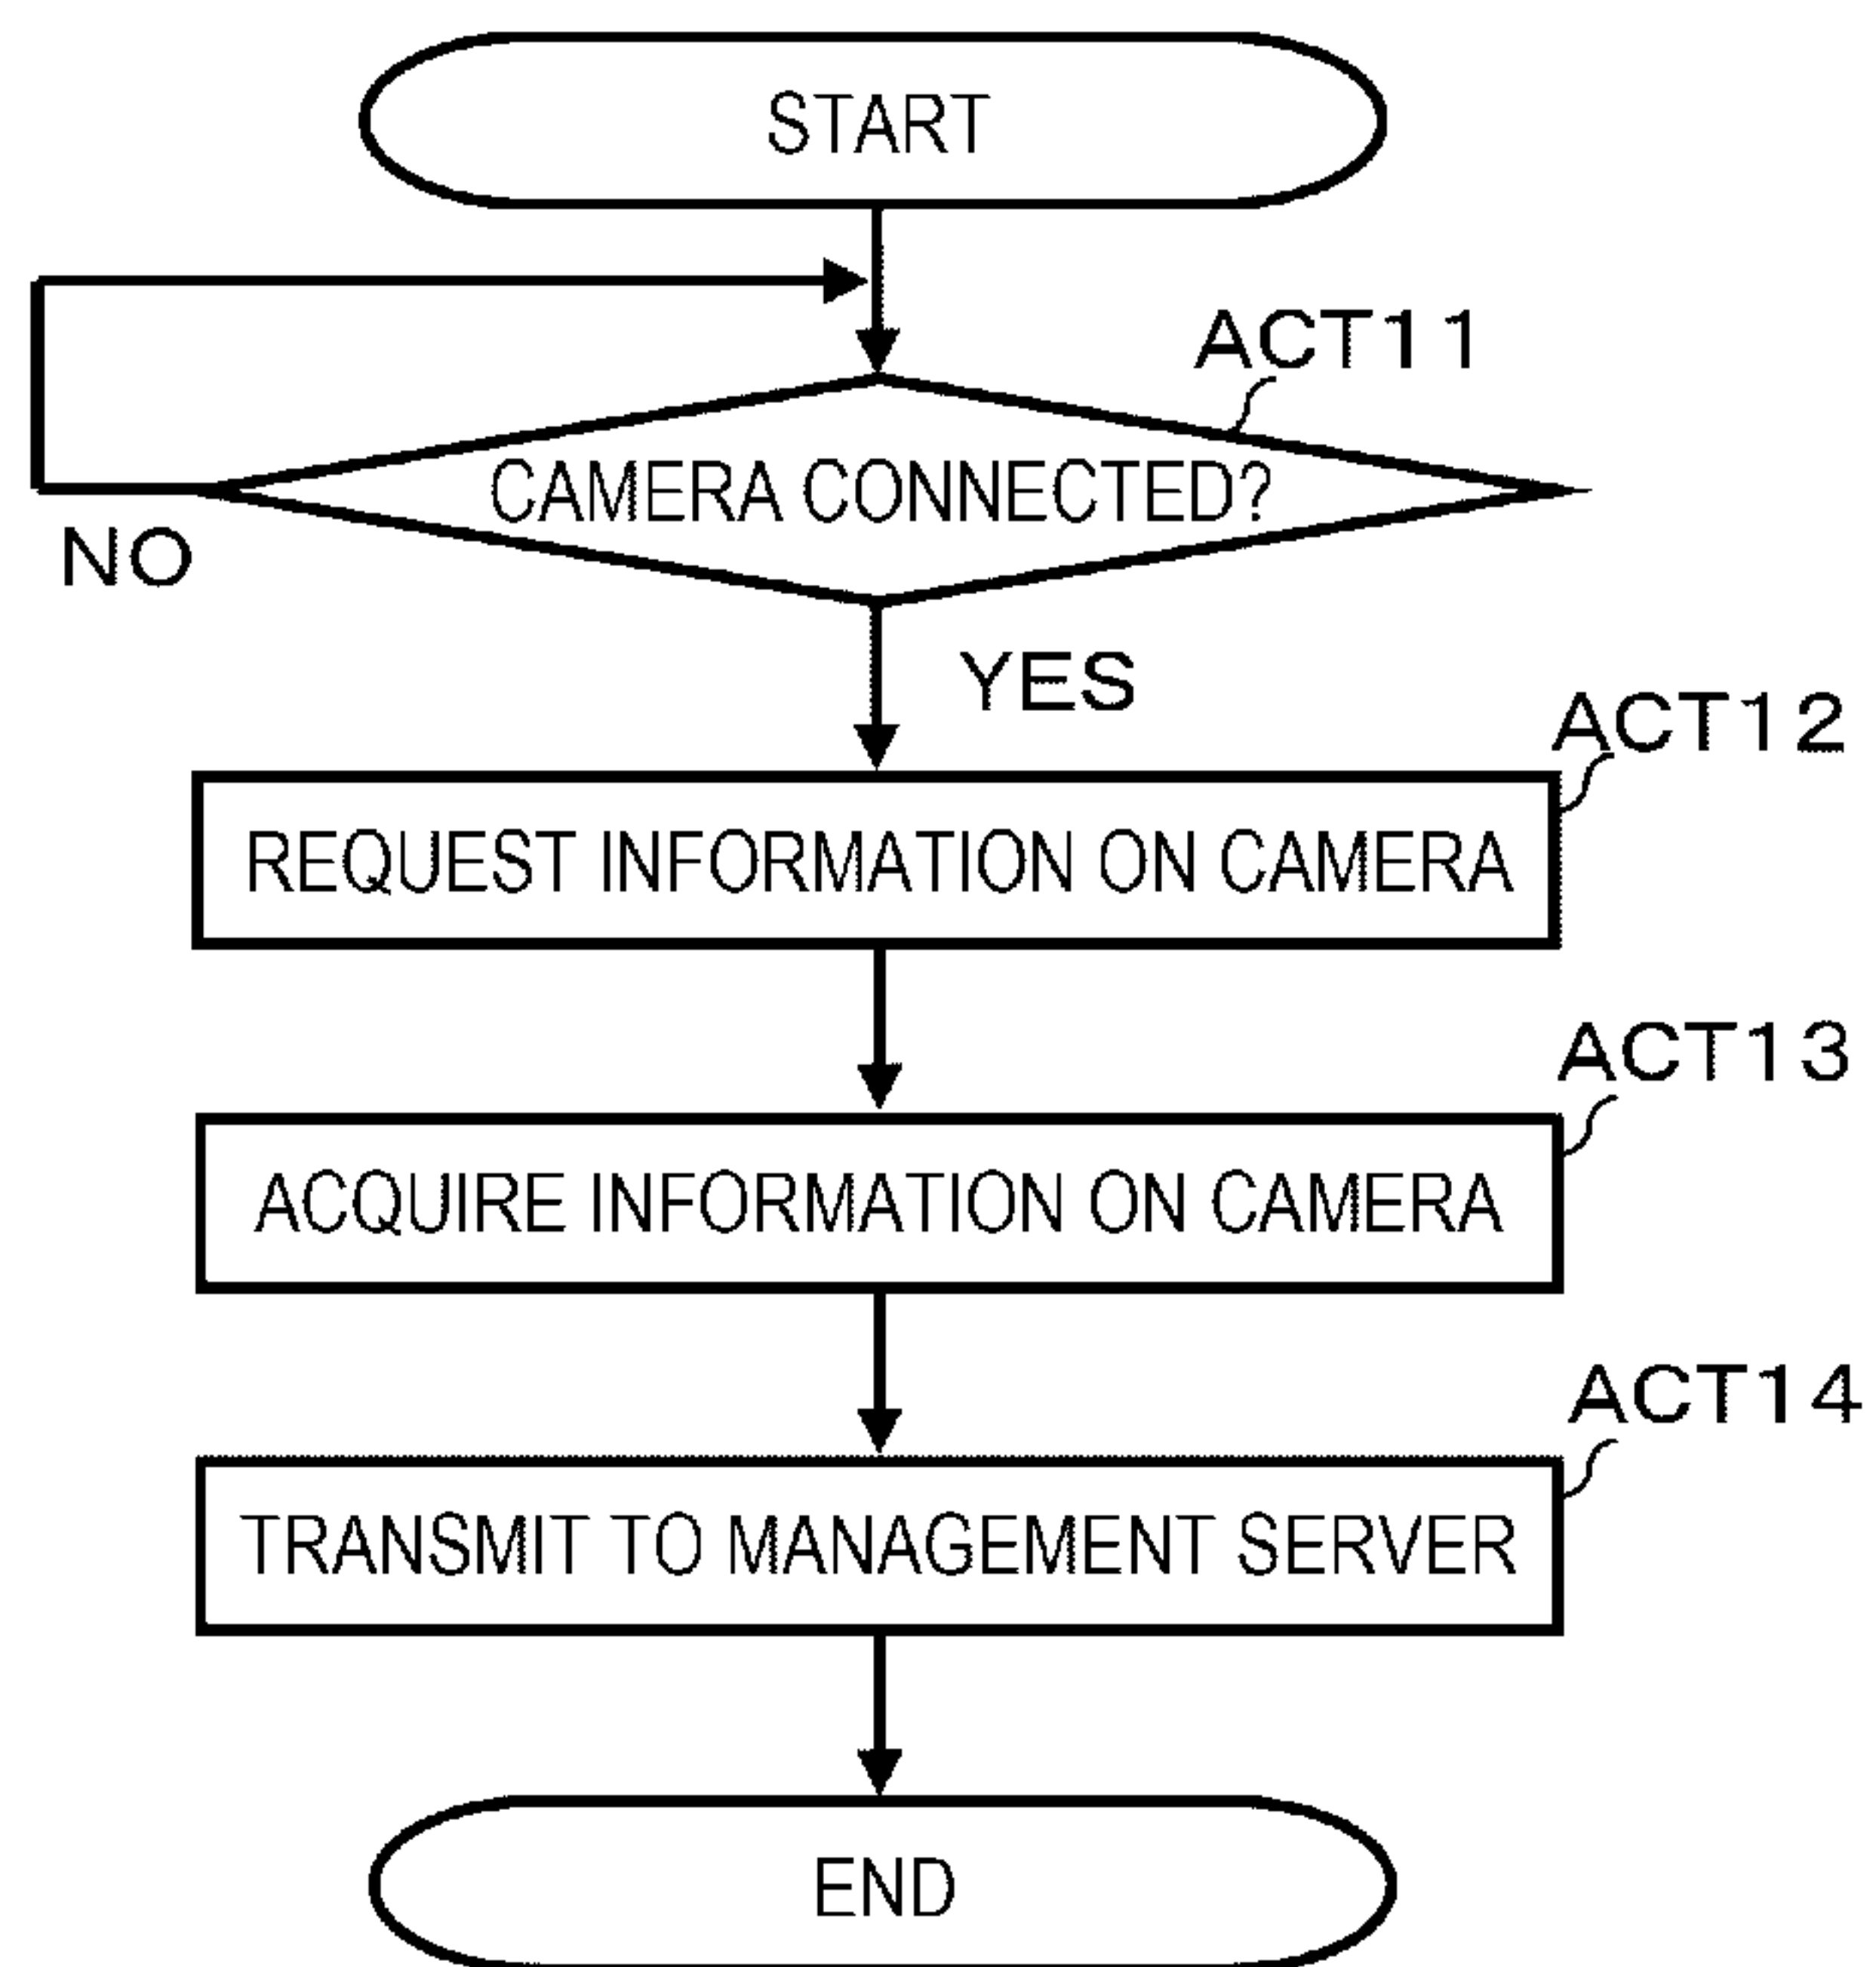 START
ACT11
CAMERA CONNECTED?
NO
YES
ACT12
REQUEST INFORMATION ON CAMERA
ACT13
ACQUIRE INFORMATION ON CAMERA
ACT14
TRANSMIT TO MANAGEMENT SERVER
END